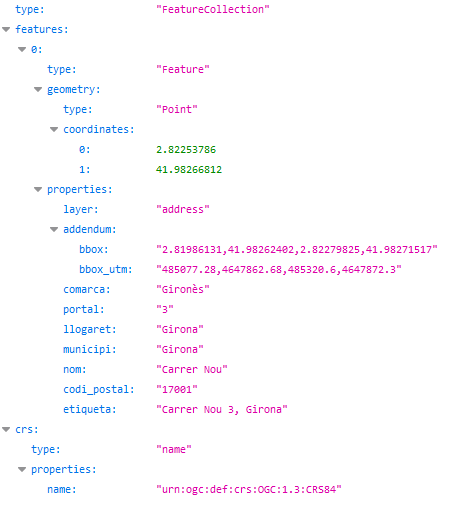 type: "FeatureCollection"
features:
0:
type: "Feature"
geometry:
type: "Point"
coordinates:
0: 2.82253786
1: 41.98266812
properties:
layer: "address"
addendum:
bbox: "2.81986131,41.98262402,2.82279825,41.98271517"
bbox_utm: "485077.28,4647862.68,485320.6,4647872.3"
comarca: "Gironès"
portal: "3"
llogaret: "Girona"
municipi: "Girona"
nom: "Carrer Nou"
codi_postal: "17001"
etiqueta: "Carrer Nou 3, Girona"
crs:
type: "name"
properties:
name: "urn:ogc:def:crs:OGC:1.3:CRS84"